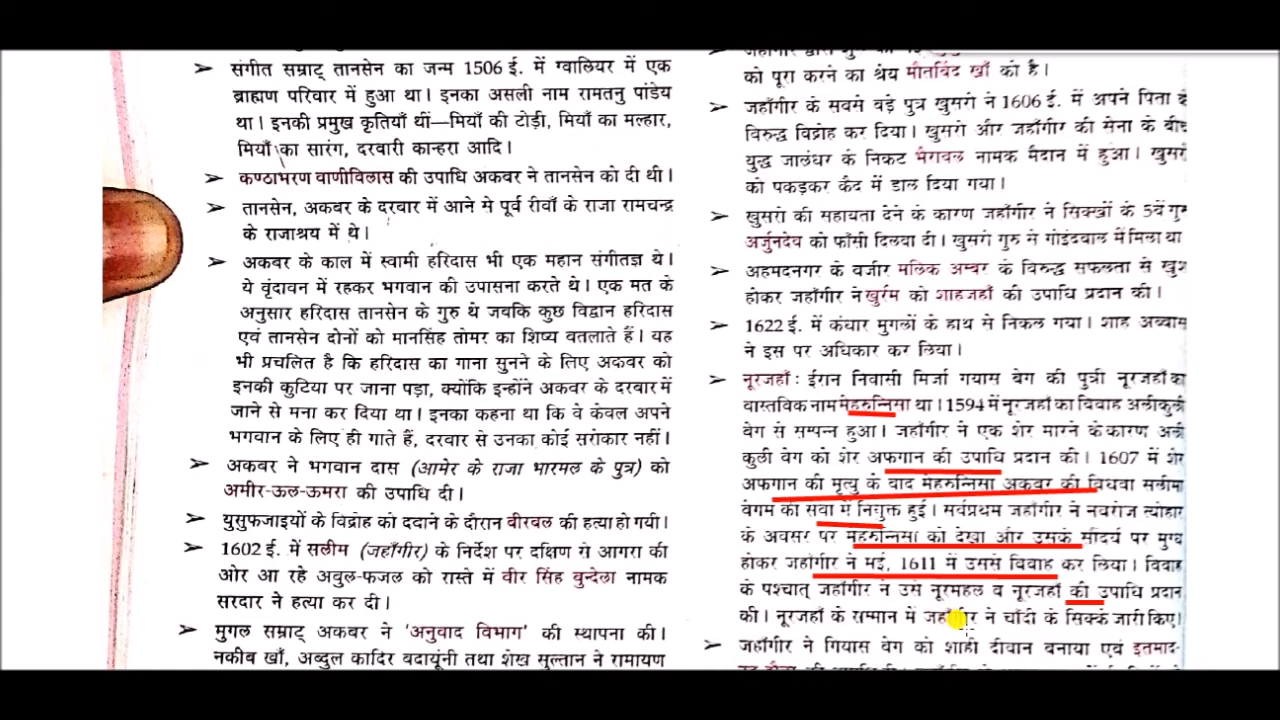 संगीत सम्राट् तानसेन का जन्म 1506 ई. में ग्वालियर में एक
ब्राह्मण परिवार में हुआ था। इनका असली नाम रामतनु पांडेय
था। इनकी प्रमुख कृतियाँ थीं—मियाँ की टोड़ी, मियाँ का मल्हार,
मियाँ का सारंग, दरबारी कान्हरा आदि।
कण्ठाभरण वाणीविलास की उपाधि अकबर ने तानसेन को दी थी।
तानसेन, अकबर के दरबार में आने से पूर्व रीवाँ के राजा रामचन्द्र
के राजाश्रय में थे।
अकबर के काल में स्वामी हरिदास भी एक महान संगीतज्ञ थे।
ये वृंदावन में रहकर भगवान की उपासना करते थे। एक मत के
अनुसार हरिदास तानसेन के गुरु थे जबकि कुछ विद्वान हरिदास
एवं तानसेन दोनों को मानसिंह तोमर का शिष्य बतलाते हैं। यह
भी प्रचलित है कि हरिदास का गाना सुनने के लिए अकबर को
इनकी कुटिया पर जाना पड़ा, क्योंकि इन्होंने अकबर के दरबार में
जाने से मना कर दिया था। इनका कहना था कि वे केवल अपने
भगवान के लिए ही गाते हैं, दरबार से उनका कोई सरोकार नहीं।
अकबर ने भगवान दास (आमेर के राजा भारमल के पुत्र) को
अमीर-ऊल-ऊमरा की उपाधि दी।
युसुफजाइयों के विद्रोह को दबाने के दौरान बीरबल की हत्या हो गयी।
1602 ई. में सलीम (जहाँगीर) के निर्देश पर दक्षिण से आगरा की
ओर आ रहे अबुल-फजल को रास्ते में वीर सिंह बुन्देला नामक
सरदार ने हत्या कर दी।
मुगल सम्राट् अकबर ने 'अनुवाद विभाग' की स्थापना की।
नकीब खाँ, अब्दुल कादिर बदायूंनी तथा शेख सुल्तान ने रामायण
को पूरा करने का श्रेय मीतबिंद खाँ को है।
जहाँगीर के सबसे बड़े पुत्र खुसरो ने 1606 ई. में अपने पिता के
विरुद्ध विद्रोह कर दिया। खुसरो और जहाँगीर की सेना के बीच
युद्ध जालंधर के निकट भैरावल नामक मैदान में हुआ। खुसरो
को पकड़कर कैद में डाल दिया गया।
खुसरो की सहायता देने के कारण जहाँगीर ने सिक्खों के 5वें
अर्जुनदेव को फाँसी दिलवा दी। खुसरो गुरु से गोइंदवाल में मिला था
अहमदनगर के वजीर मलिक अम्बर के विरुद्ध सफलता से खुश
होकर जहाँगीर ने खुर्रम को शाहजहाँ की उपाधि प्रदान की।
1622 ई. में कंधार मुगलों के हाथ से निकल गया। शाह अब्बास
ने इस पर अधिकार कर लिया।
नूरजहाँ : ईरान निवासी मिर्जा गयास बेग की पुत्री नूरजहाँ का
वास्तविक नाम मेहरुन्निसा था। 1594 में नूरजहाँ का विवाह अलीकुली
बेग से सम्पन्न हुआ। जहाँगीर ने एक शेर मारने के कारण अली
कुली बेग को शेर अफगान की उपाधि प्रदान की। 1607 में शेर
अफगान की मृत्यु के बाद मेहरुन्निसा अकबर की विधवा सलीमा
बेगम की सेवा में नियुक्त हुई। सर्वप्रथम जहाँगीर ने नवरोज त्योहार
के अवसर पर मेहरुन्निसा को देखा और उसके सौंदर्य पर मुग्ध
होकर जहाँगीर ने मई, 1611 में उससे विवाह कर लिया। विवाह
के पश्चात् जहाँगीर ने उसे नूरमहल व नूरजहाँ की उपाधि प्रदान
की। नूरजहाँ के सम्मान में जहाँगीर ने चाँदी के सिक्के जारी किए।
जहाँगीर ने गियास बेग को शाही दीवान बनाया एवं इतमाद-